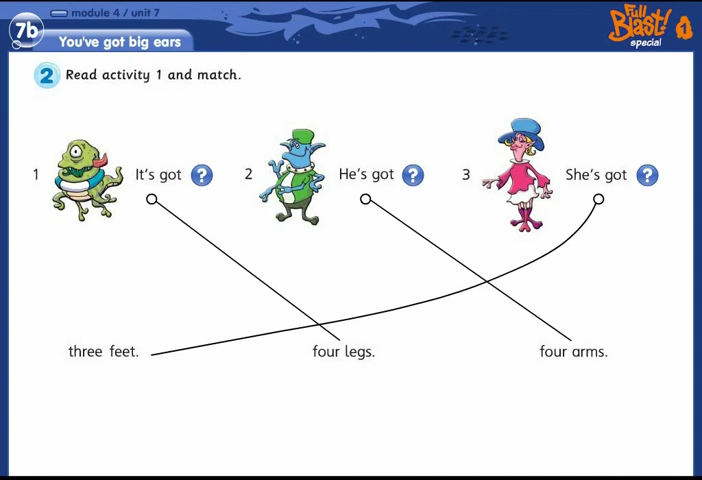 7b
module 4 / unit 7
You've got big ears
Full
Blast!
special
1
2 Read activity 1 and match.
1 It's got ?
2 He's got ?
3 She's got ?
three feet.
four legs.
four arms.